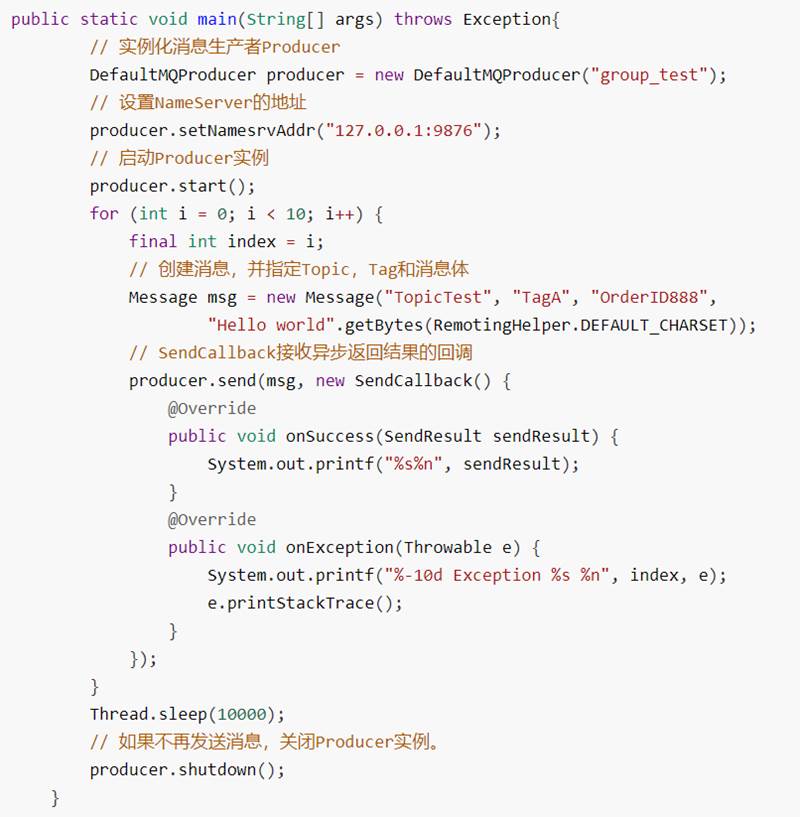 public static void main(String[] args) throws Exception{
        // 实例化消息生产者Producer
        DefaultMQProducer producer = new DefaultMQProducer("group_test");
        // 设置NameServer的地址
        producer.setNamesrvAddr("127.0.0.1:9876");
        // 启动Producer实例
        producer.start();
        for (int i = 0; i < 10; i++) {
            final int index = i;
            // 创建消息，并指定Topic，Tag和消息体
            Message msg = new Message("TopicTest", "TagA", "OrderID888",
                    "Hello world".getBytes(RemotingHelper.DEFAULT_CHARSET));
            // SendCallback接收异步返回结果的回调
            producer.send(msg, new SendCallback() {
                @Override
                public void onSuccess(SendResult sendResult) {
                    System.out.printf("%s%n", sendResult);
                }
                @Override
                public void onException(Throwable e) {
                    System.out.printf("%-10d Exception %s %n", index, e);
                    e.printStackTrace();
                }
            });
        }
        Thread.sleep(10000);
        // 如果不再发送消息，关闭Producer实例。
        producer.shutdown();
    }